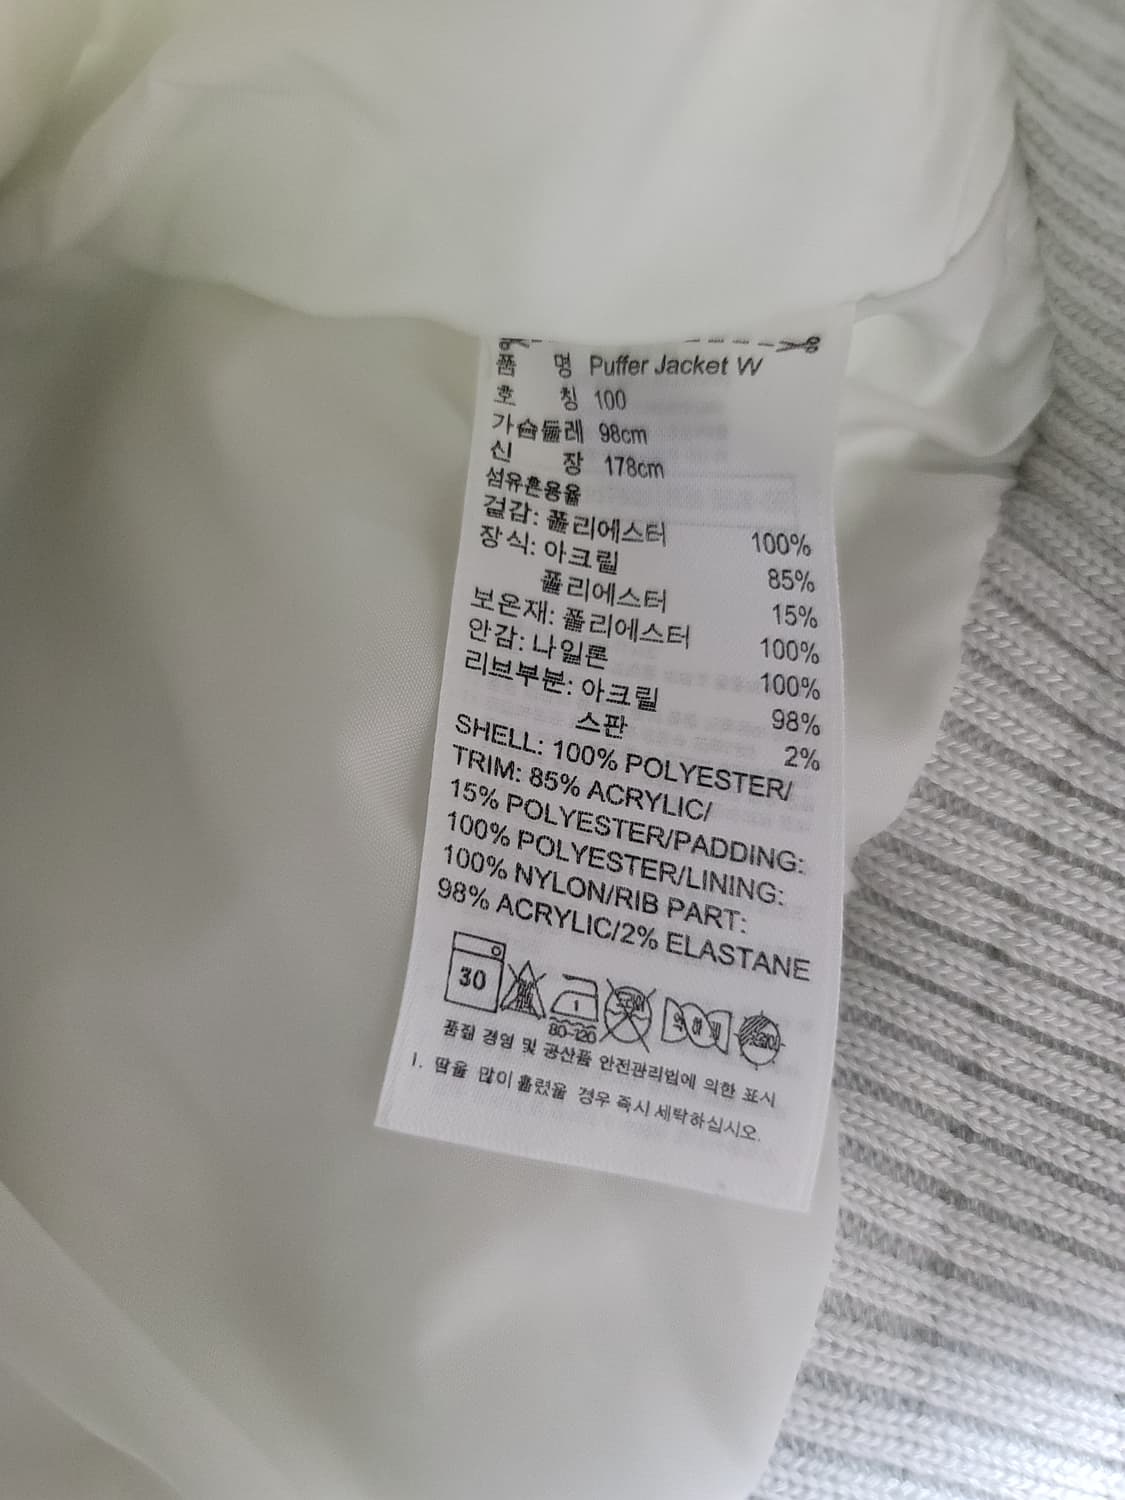 품 명 Puffer Jacket W
호 칭 100
가슴둘레 98cm
신 장 178cm
섬유혼용율
겉감: 폴리에스터 100%
장식: 아크릴 85%
폴리에스터 15%
보온재: 폴리에스터 100%
안감: 나일론 100%
리브부분: 아크릴 98%
스판 2%
SHELL: 100% POLYESTER/
TRIM: 85% ACRYLIC/
15% POLYESTER/PADDING:
100% POLYESTER/LINING:
100% NYLON/RIB PART:
98% ACRYLIC/2% ELASTANE
30
80-120 약하게
품질 경영 및 공산품 안전관리법에 의한 표시
1. 땀을 많이 흘렸을 경우 즉시 세탁하십시오.